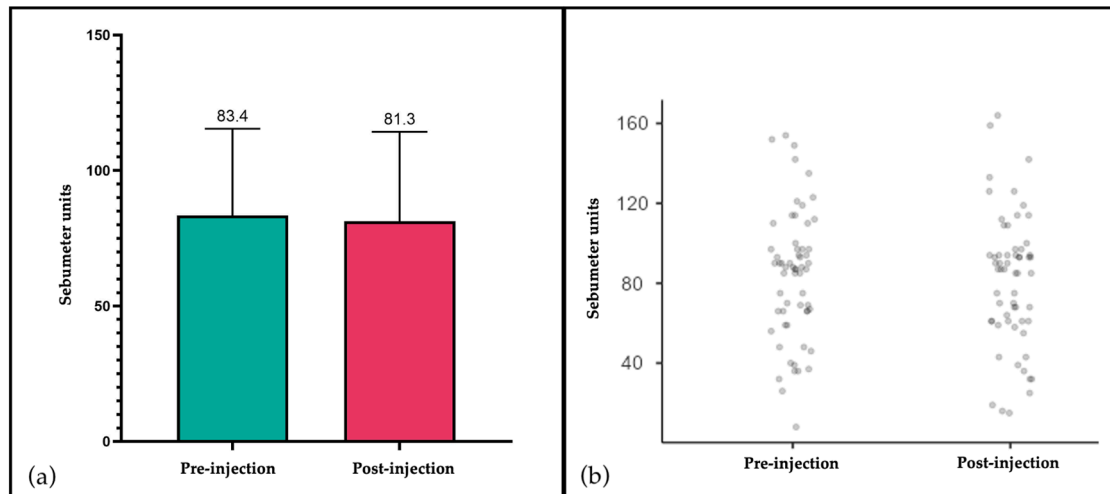 150
83.4
81.3
100
Sebumeter units
50
0
Pre-injection
Post-injection
(a)
160
120
Sebumeter units
80
40
Pre-injection
Post-injection
(b)